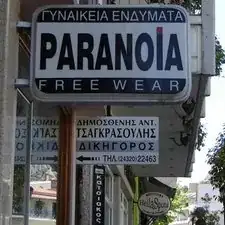 ΓΥΝΑΙΚΕΙΑ ΕΝΔΥΜΑΤΑ
PARANOiA
FREE WEAR
ΔΗΜΟΣΘΕΝΗΣ ΑΝΤ.
ΤΣΑΓΚΡΑΣΟΥΛΗΣ
ΔΙΚΗΓΟΡΟΣ
ΤΗΛ. (24320) 22463